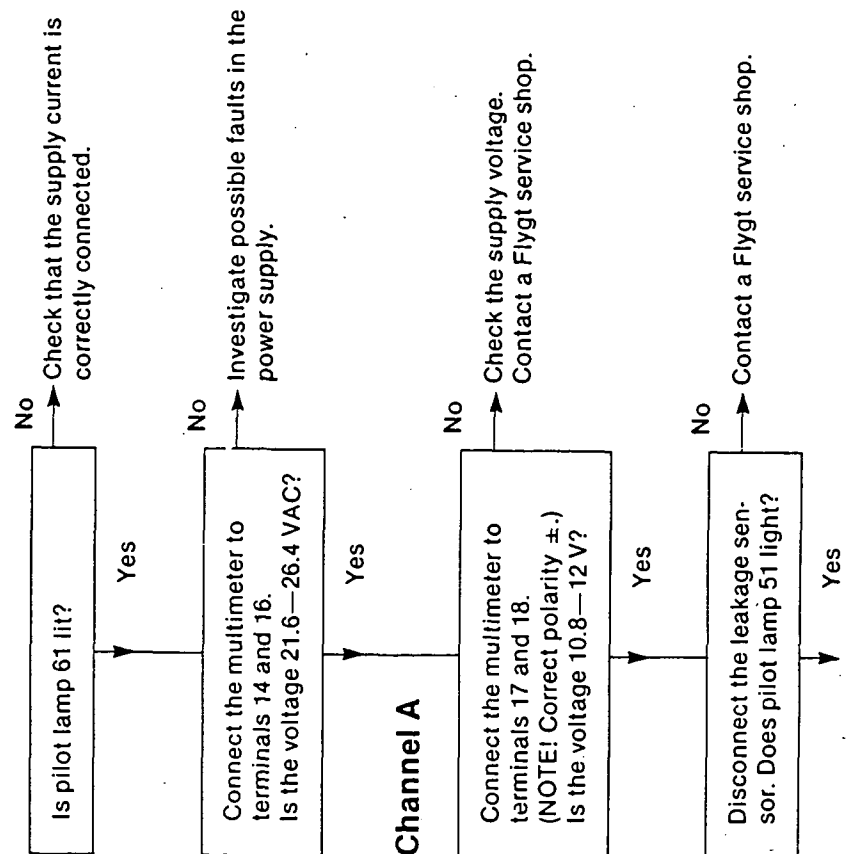 Is pilot lamp 61 lit?
No
Check that the supply current is
correctly connected.
Yes
Connect the multimeter to
terminals 14 and 16.
Is the voltage 21.6—26.4 VAC?
No
Investigate possible faults in the
power supply.
Yes
Channel A
Connect the multimeter to
terminals 17 and 18.
(NOTE! Correct polarity ±.)
Is the voltage 10.8—12 V?
No
Check the supply voltage.
Contact a Flygt service shop.
Yes
Disconnect the leakage sen-
sor. Does pilot lamp 51 light?
No
Contact a Flygt service shop.
Yes